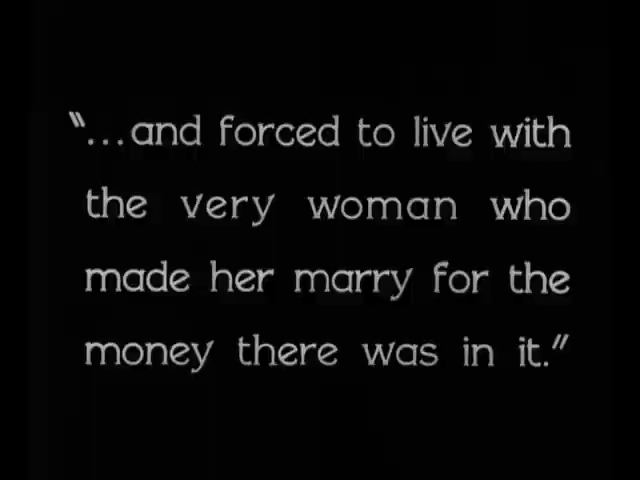 "...and forced to live with
the very woman who
made her marry for the
money there was in it."